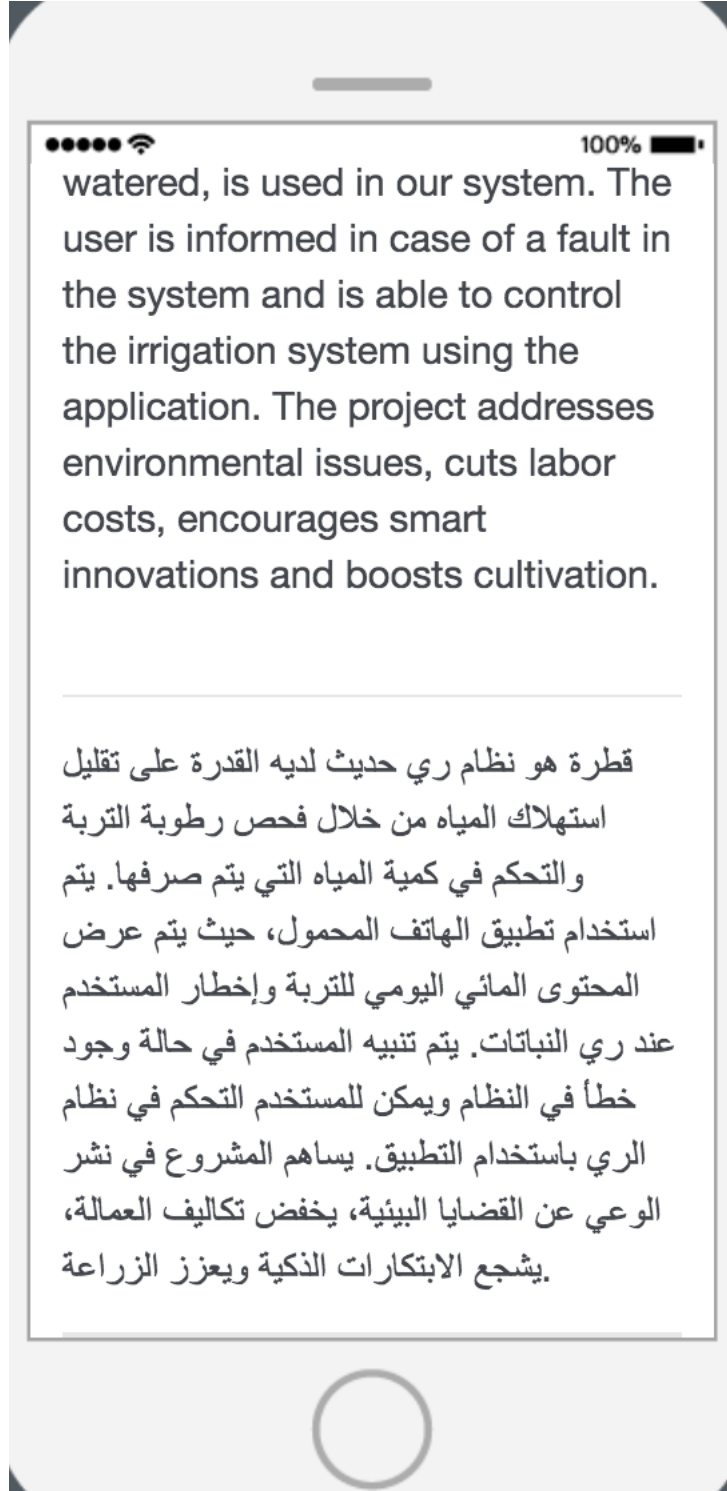 100%
watered, is used in our system. The
user is informed in case of a fault in
the system and is able to control
the irrigation system using the
application. The project addresses
environmental issues, cuts labor
costs, encourages smart
innovations and boosts cultivation.
قطرة هو نظام ري حديث لديه القدرة على تقليل
استهلاك المياه من خلال فحص رطوبة التربة
والتحكم في كمية المياه التي يتم صرفها. يتم
استخدام تطبيق الهاتف المحمول، حيث يتم عرض
المحتوى المائي اليومي للتربة وإخطار المستخدم
عند ري النباتات. يتم تنبيه المستخدم في حالة وجود
خطأ في النظام ويمكن للمستخدم التحكم في نظام
الري باستخدام التطبيق. يساهم المشروع في نشر
الوعي عن القضايا البيئية، يخفض تكاليف العمالة،
.يشجع الابتكارات الذكية ويعزز الزراعة